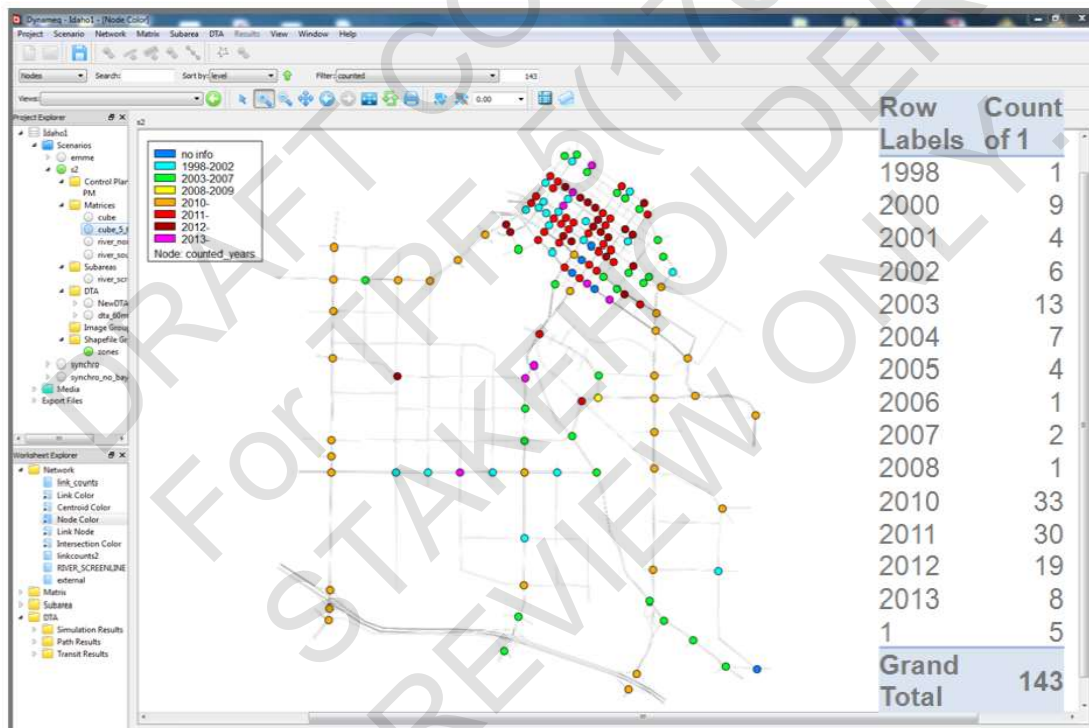 Dynameq - Idaho1 - [Node Color]
Project Scenario Network Matrix Subarea DTA Results View Window Help
Nodes Search: Sort by: level Filter: counted 143
Views: 0.00
Project Explorer
s2
Idaho1
Scenarios
emme
s2
Control Plan
PM
Matrices
cube
cube_5_
river_no
river_sou
Subareas
river_scr
DTA
NewDTA
dta_60m
Image Group
Shapefile Gr
zones
synchro
synchro_no_bay
Media
Export Files
Worksheet Explorer
Network
link_counts
Link Color
Centroid Color
Node Color
Link Node
Intersection Color
linkcounts2
RIVER_SCREENLINE
external
Matrix
Subarea
DTA
Simulation Results
Path Results
Transit Results
no info
1998-2002
2003-2007
2008-2009
2010-
2011-
2012-
2013-
Node: counted_years
Row Labels Count of 1
1998 1
2000 9
2001 4
2002 6
2003 13
2004 7
2005 4
2006 1
2007 2
2008 1
2010 33
2011 30
2012 19
2013 8
1 5
Grand Total 143
DRAFT
For TPF-5(17
STAKEHOLDER
REVIEW ONLY.